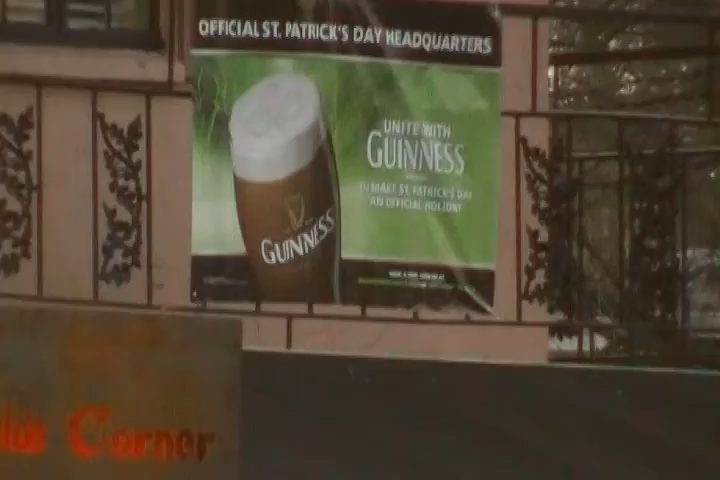 OFFICIAL ST. PATRICK'S DAY HEADQUARTERS
UNITE WITH
GUINNESS
TO MAKE ST. PATRICK'S DAY
AN OFFICIAL HOLIDAY
GUINNESS
Corner